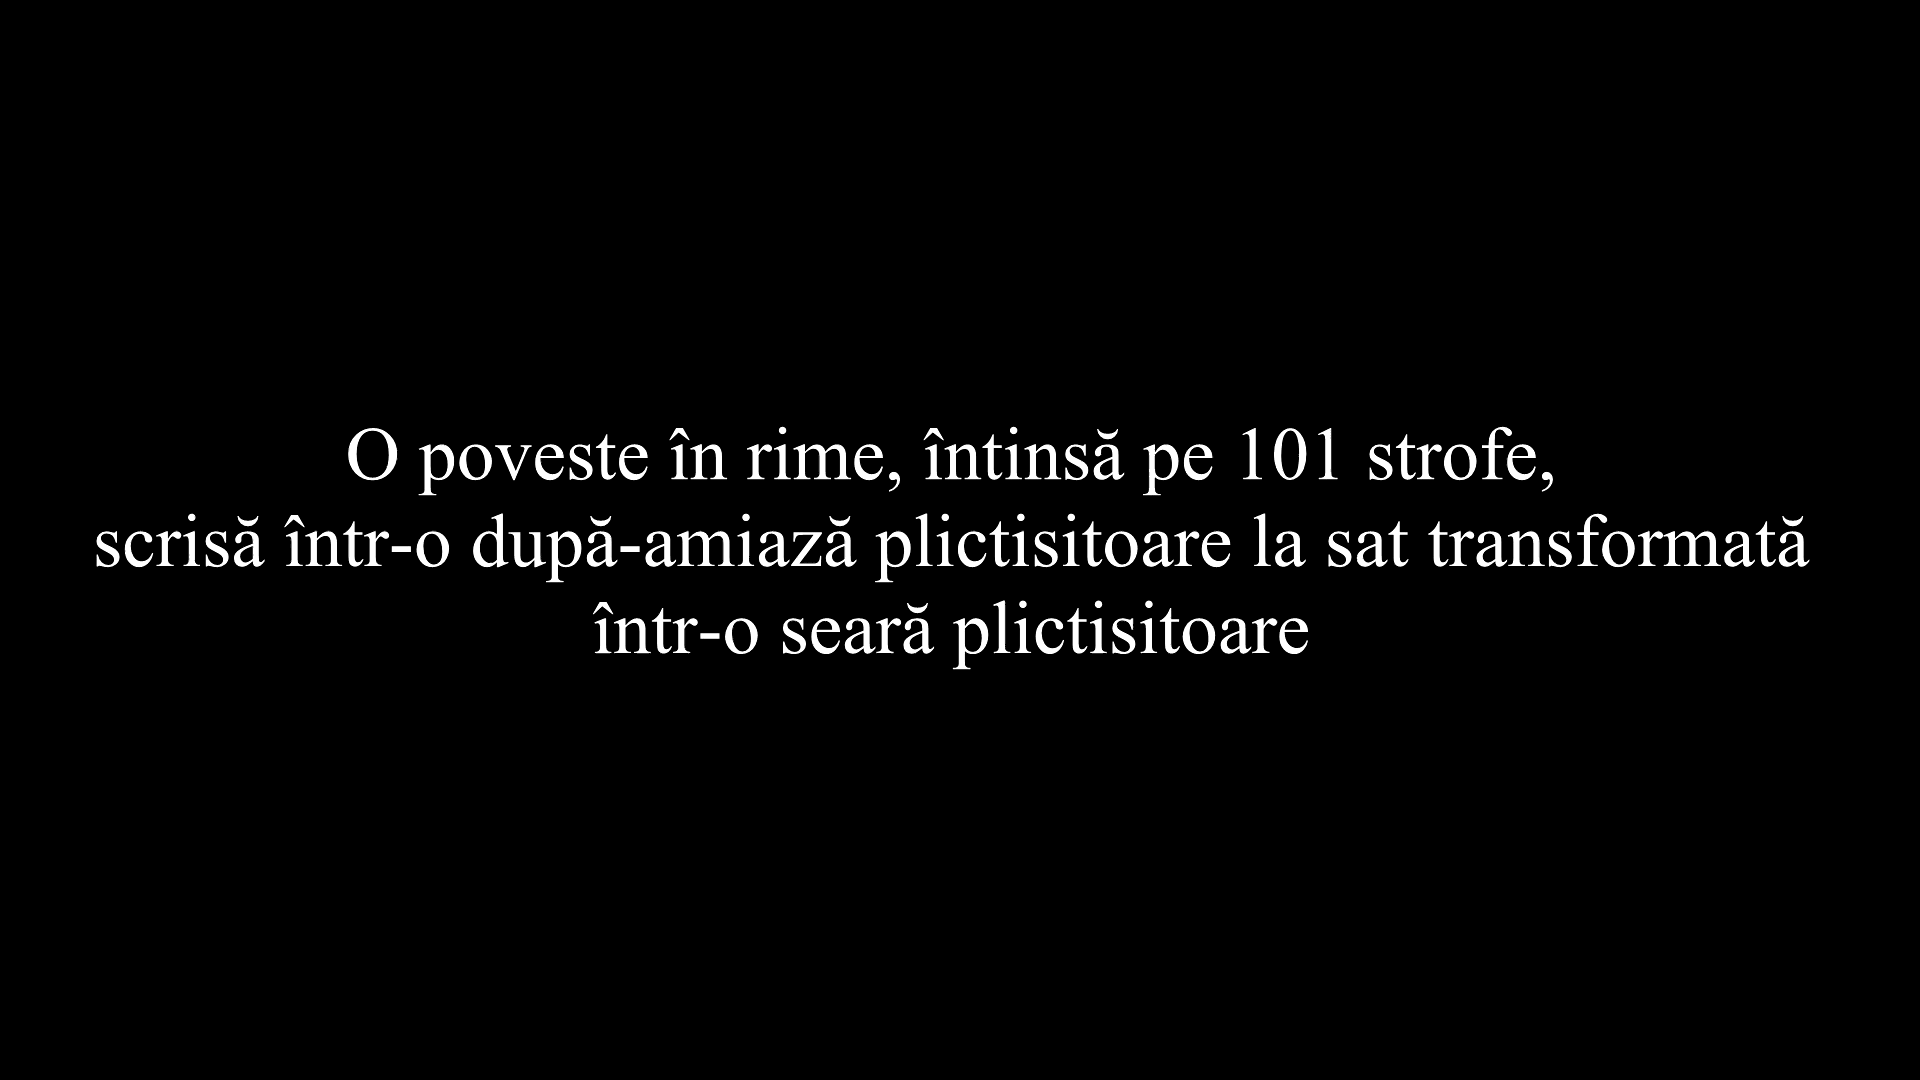 O poveste în rime, întinsă pe 101 strofe,
scrisă într-o după-amiază plictisitoare la sat transformată
într-o seară plictisitoare